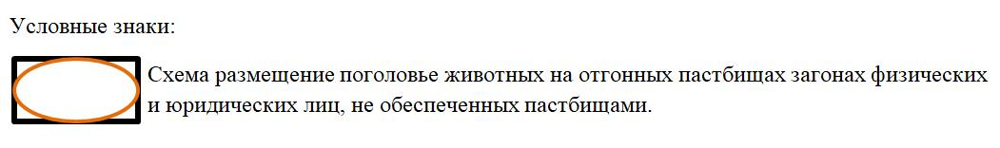 Условные знаки:
Схема размещение поголовье животных на отгонных пастбищах загонах физических
и юридических лиц, не обеспеченных пастбищами.